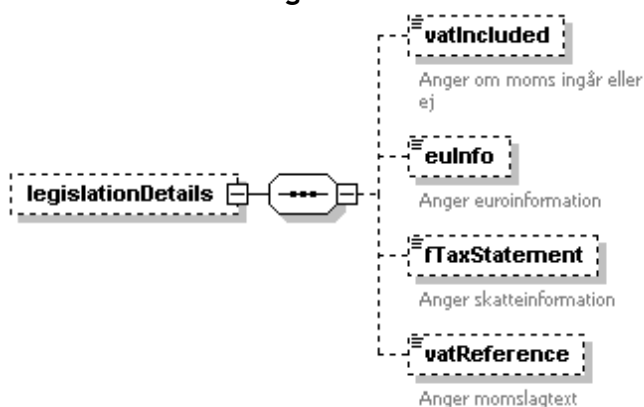 vatIncluded
Anger om moms ingår eller
ej
euInfo
Anger euroinformation
legislationDetails
fTaxStatement
Anger skatteinformation
vatReference
Anger momslagtext